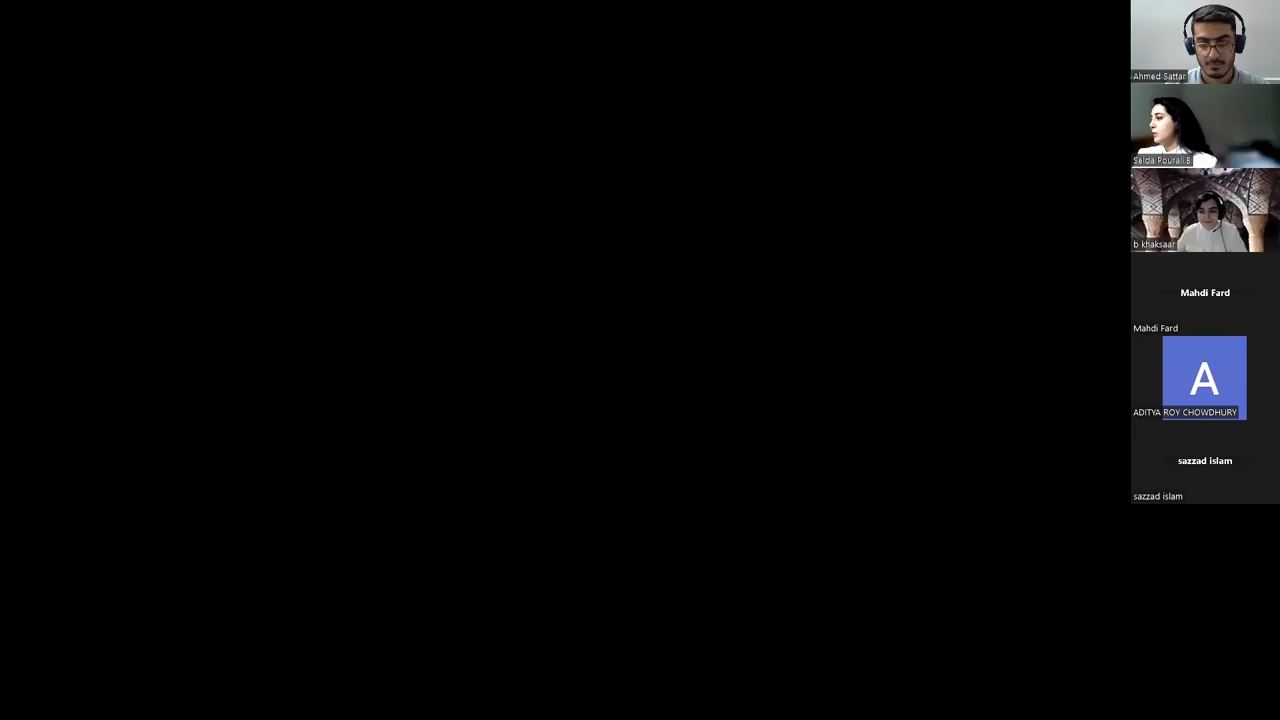 Ahmed Sattar
Selda Pourali.B
b khaksaar
Mahdi Fard
Mahdi Fard
A
ADITYA ROY CHOWDHURY
sazzad islam
sazzad islam